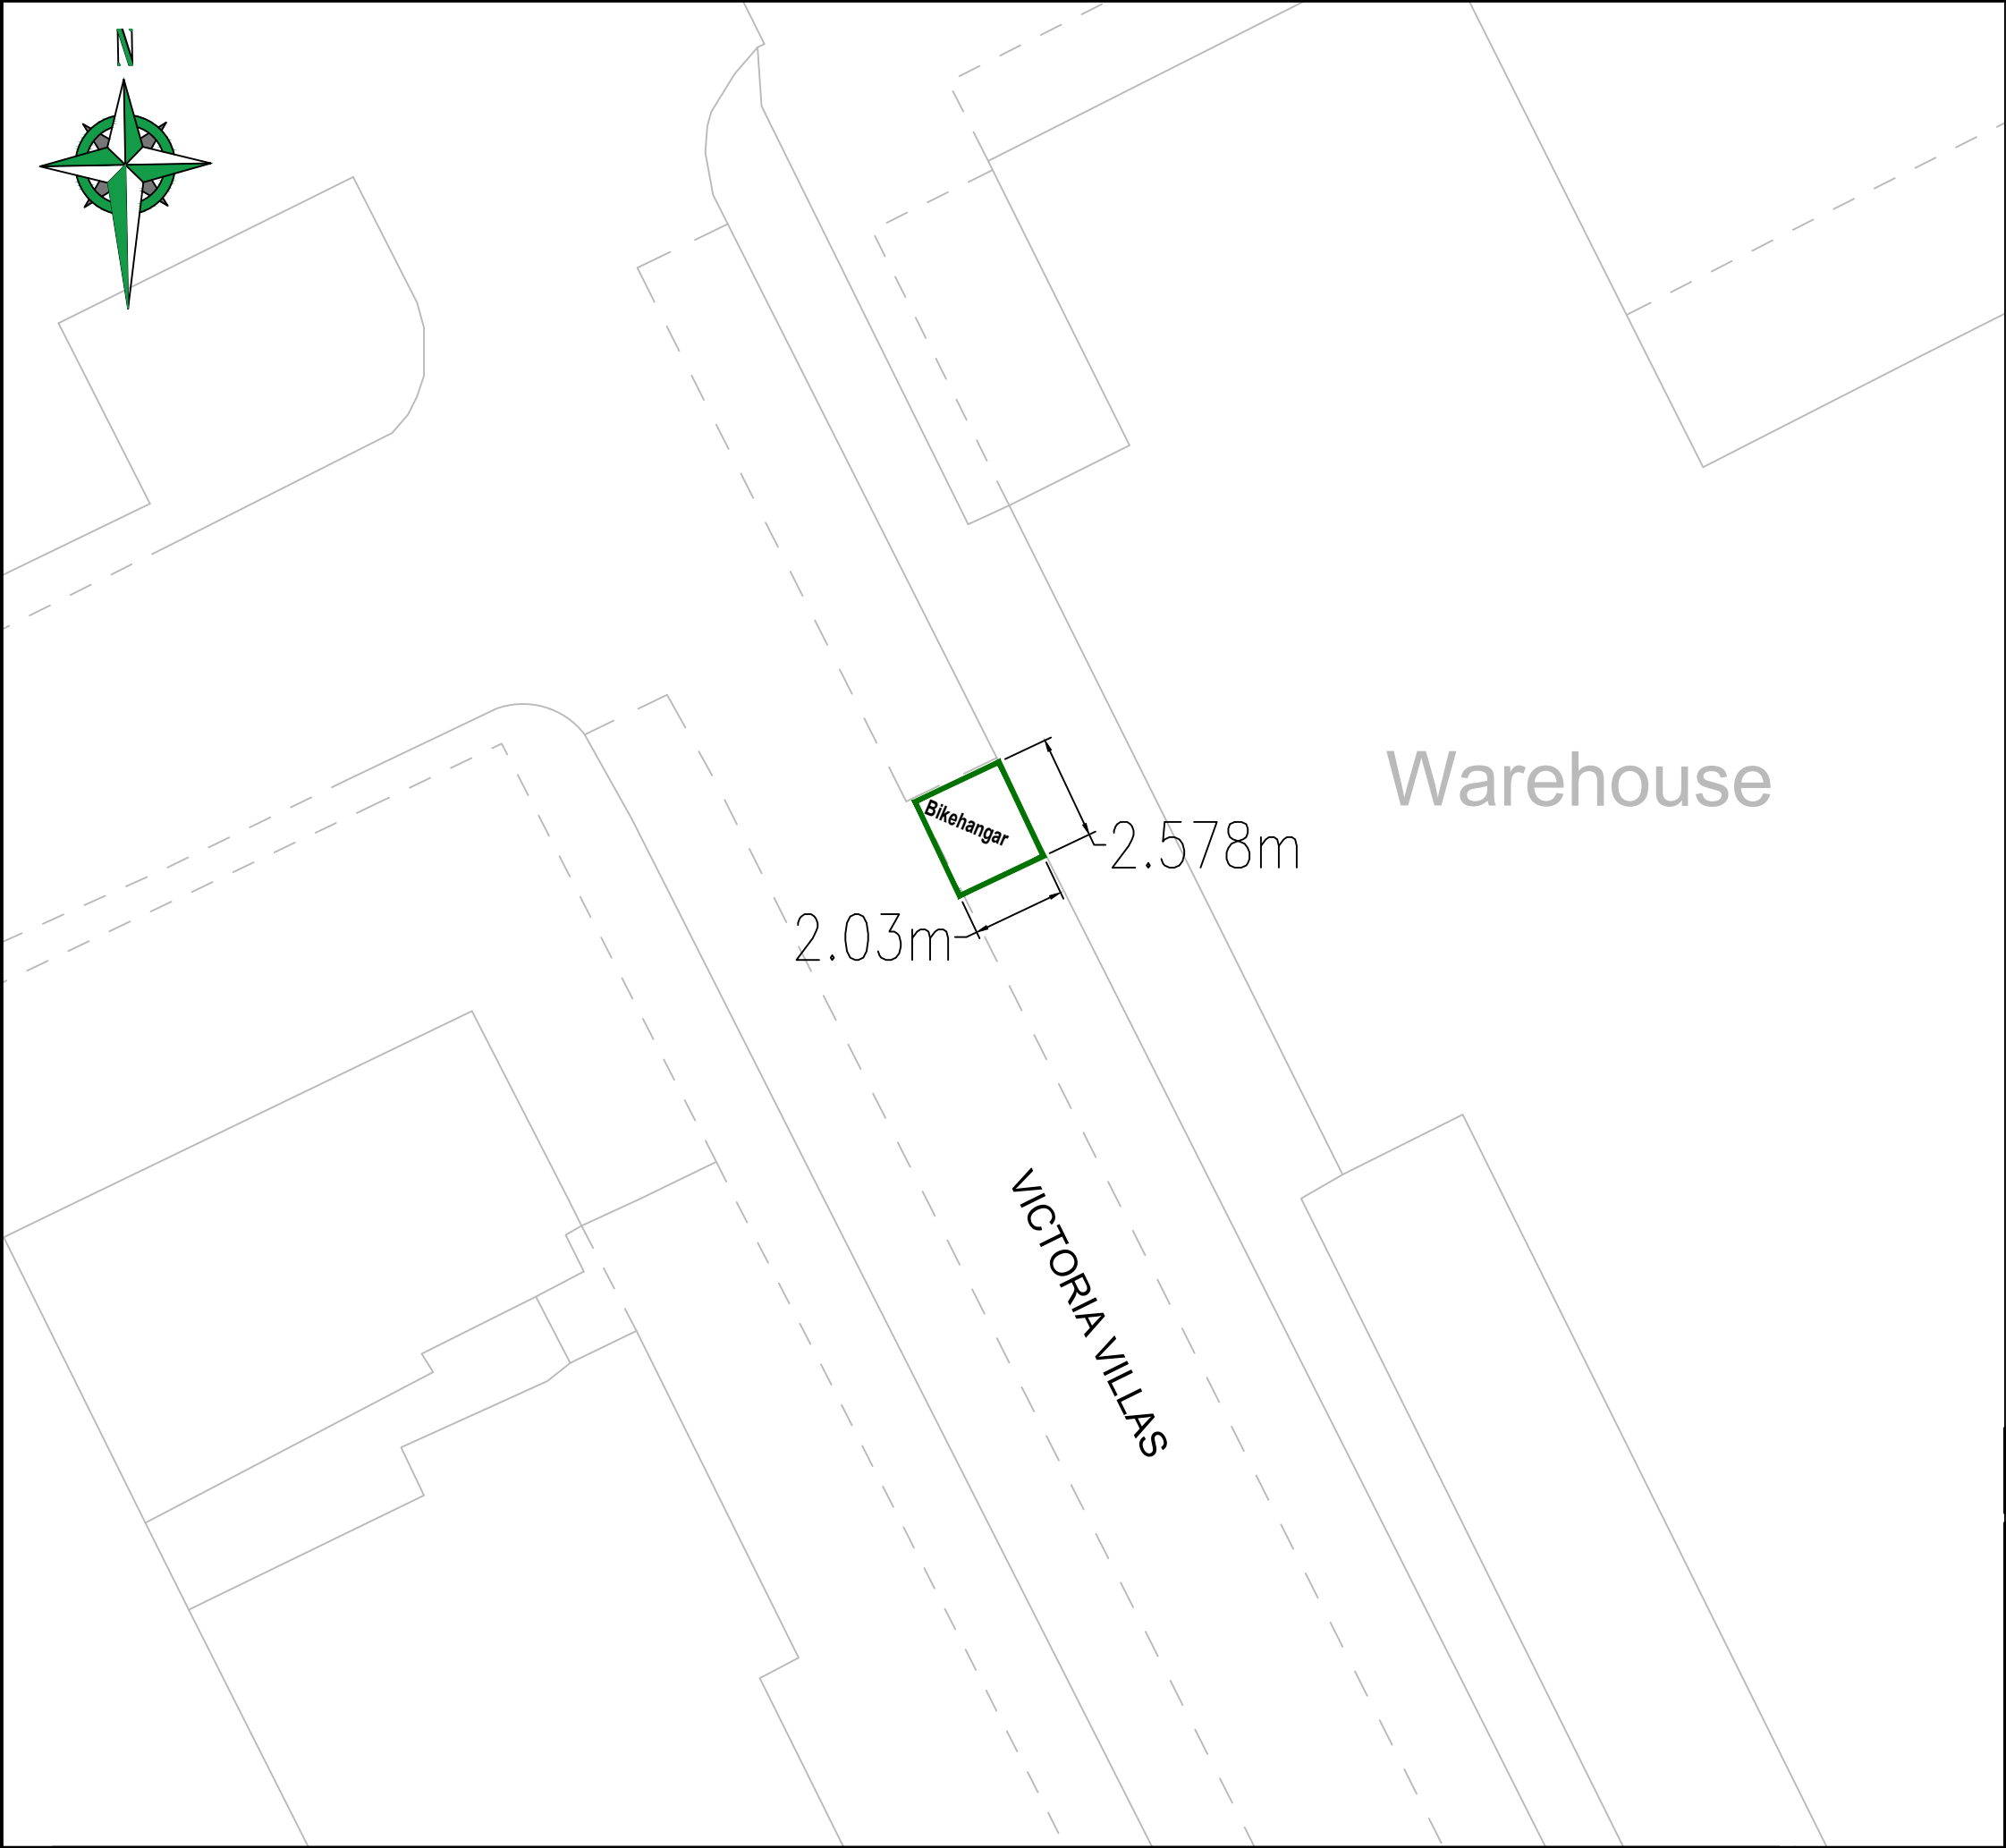 N
Warehouse
Bikehangar
2.578m
2.03m
VICTORIA VILLAS